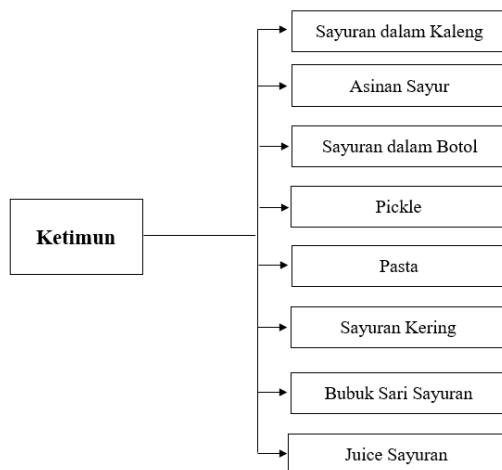 Sayuran dalam Kaleng
Asinan Sayur
Sayuran dalam Botol
Pickle
Ketimun
Pasta
Sayuran Kering
Bubuk Sari Sayuran
Juice Sayuran